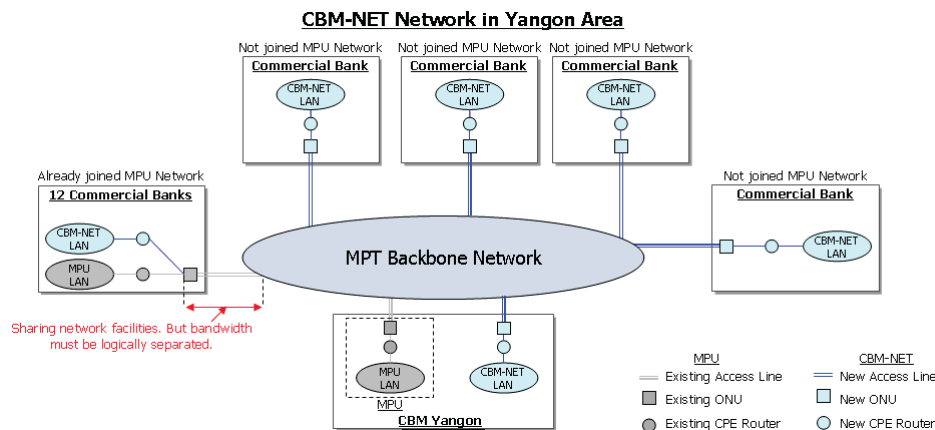 CBM-NET Network in Yangon Area
Not joined MPU Network
Not joined MPU Network
Not joined MPU Network
Commercial Bank
Commercial Bank
Commercial Bank
CBM-NET
LAN
CBM-NET
LAN
CBM-NET
LAN
Already joined MPU Network
12 Commercial Banks
CBM-NET
LAN
MPU
LAN
Not joined MPU Network
Commercial Bank
CBM-NET
LAN
MPT Backbone Network
Sharing network facilities. But bandwidth
must be logically separated.
MPU
LAN
MPU
CBM-NET
LAN
CBM Yangon
MPU
Existing Access Line
Existing ONU
Existing CPE Router
CBM-NET
New Access Line
New ONU
New CPE Router